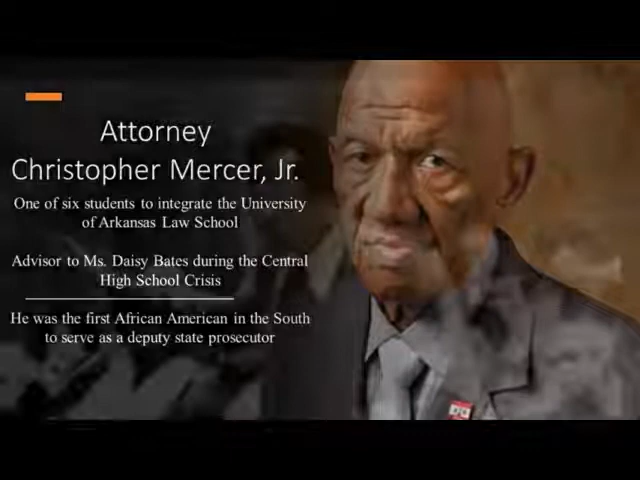 Attorney
Christopher Mercer, Jr.
One of six students to integrate the University
of Arkansas Law School
Advisor to Ms. Daisy Bates during the Central
High School Crisis
He was the first African American in the South
to serve as a deputy state prosecutor